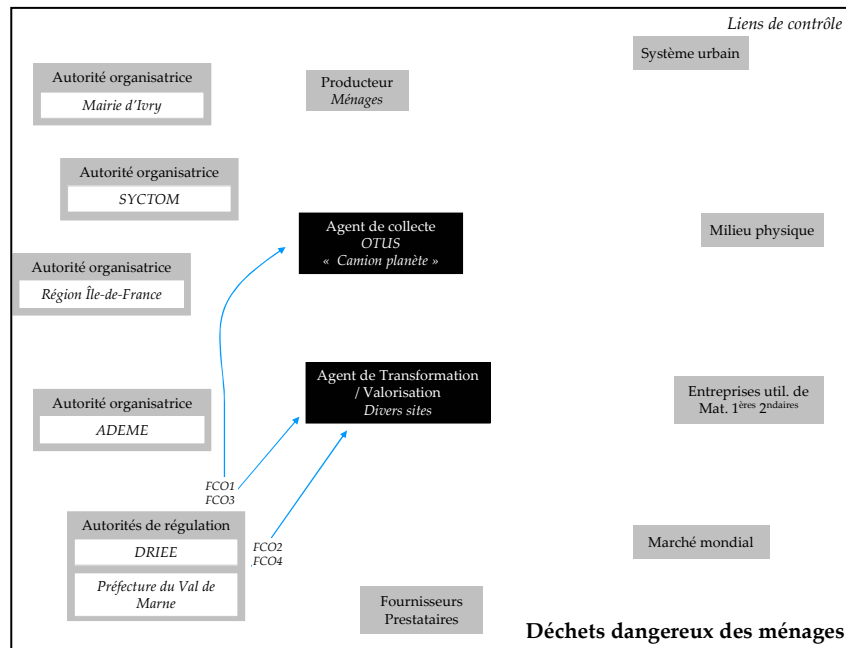 Liens de contrôle
Système urbain
Autorité organisatrice
Mairie d'Ivry
Producteur
Ménages
Autorité organisatrice
SYCTOM
Agent de collecte
OTUS
« Camion planète »
Milieu physique
Autorité organisatrice
Région Île-de-France
Agent de Transformation
/ Valorisation
Divers sites
Entreprises util. de
Mat. 1ères 2ndaires
Autorité organisatrice
ADEME
FCO1
FCO3
Autorités de régulation
DRIEE
Préfecture du Val de
Marne
FCO2
FCO4
Marché mondial
Fournisseurs
Prestataires
Déchets dangereux des ménages